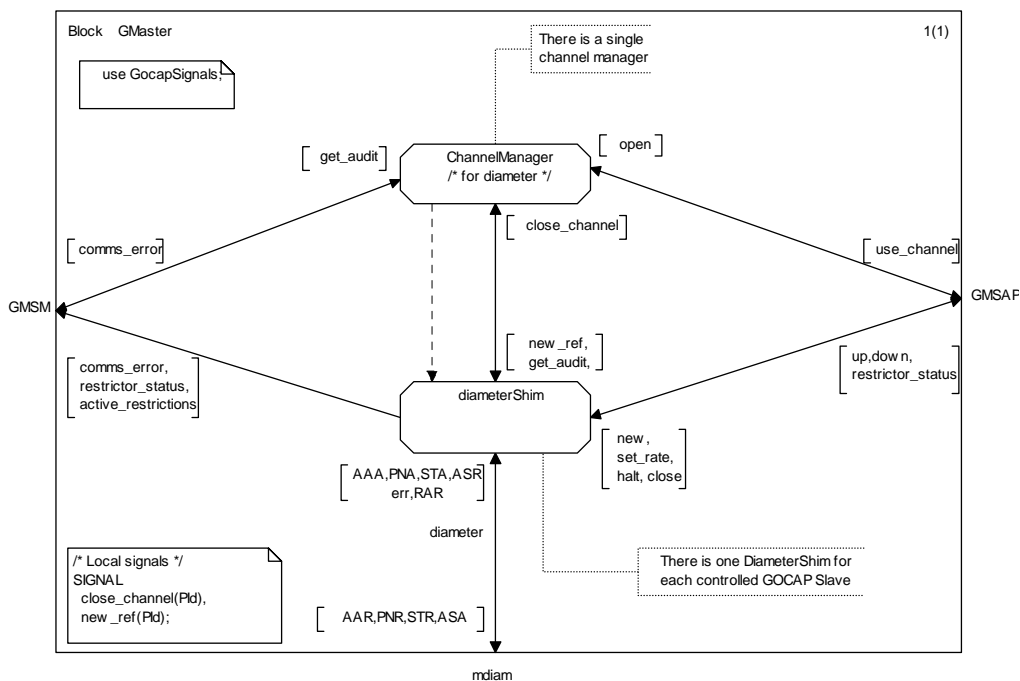 Block GMaster
1(1)
use GocapSignals;
There is a single
channel manager
get_audit
ChannelManager
/* for diameter */
open
close_channel
comms_error
use_channel
GMSM
GMSAP
new_ref,
get_audit,
comms_error,
restrictor_status,
active_restrictions
up,down,
restrictor_status
diameterShim
new,
set_rate,
halt, close
AAA,PNA,STA,ASR
err,RAR
diameter
/* Local signals */
SIGNAL
close_channel(PId),
new_ref(PId);
There is one DiameterShim for
each controlled GOCAP Slave
AAR,PNR,STR,ASA
mdiam